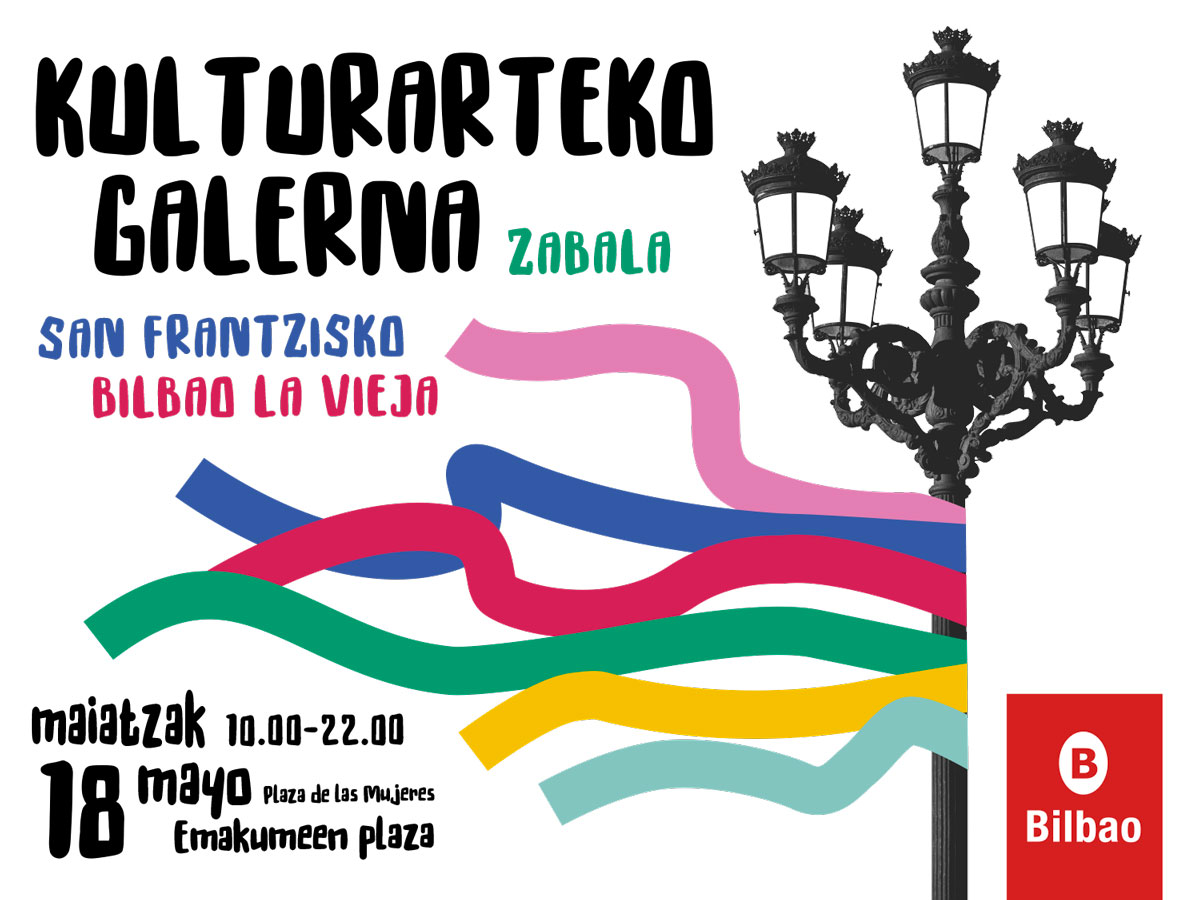 KULTURARTEKO
GALERNA
ZABALA
SAN FRANTZISKO
BILBAO LA VIEJA
maiatzak 10.00-22.00
18 mayo Plaza de las Mujeres
Emakumeen plaza
B
Bilbao